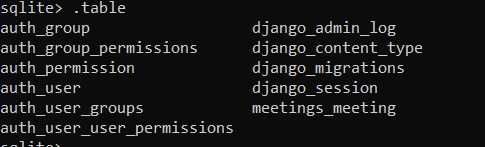 sqlite> .table
auth_group django_admin_log
auth_group_permissions django_content_type
auth_permission django_migrations
auth_user django_session
auth_user_groups meetings_meeting
auth_user_user_permissions
sqlite>